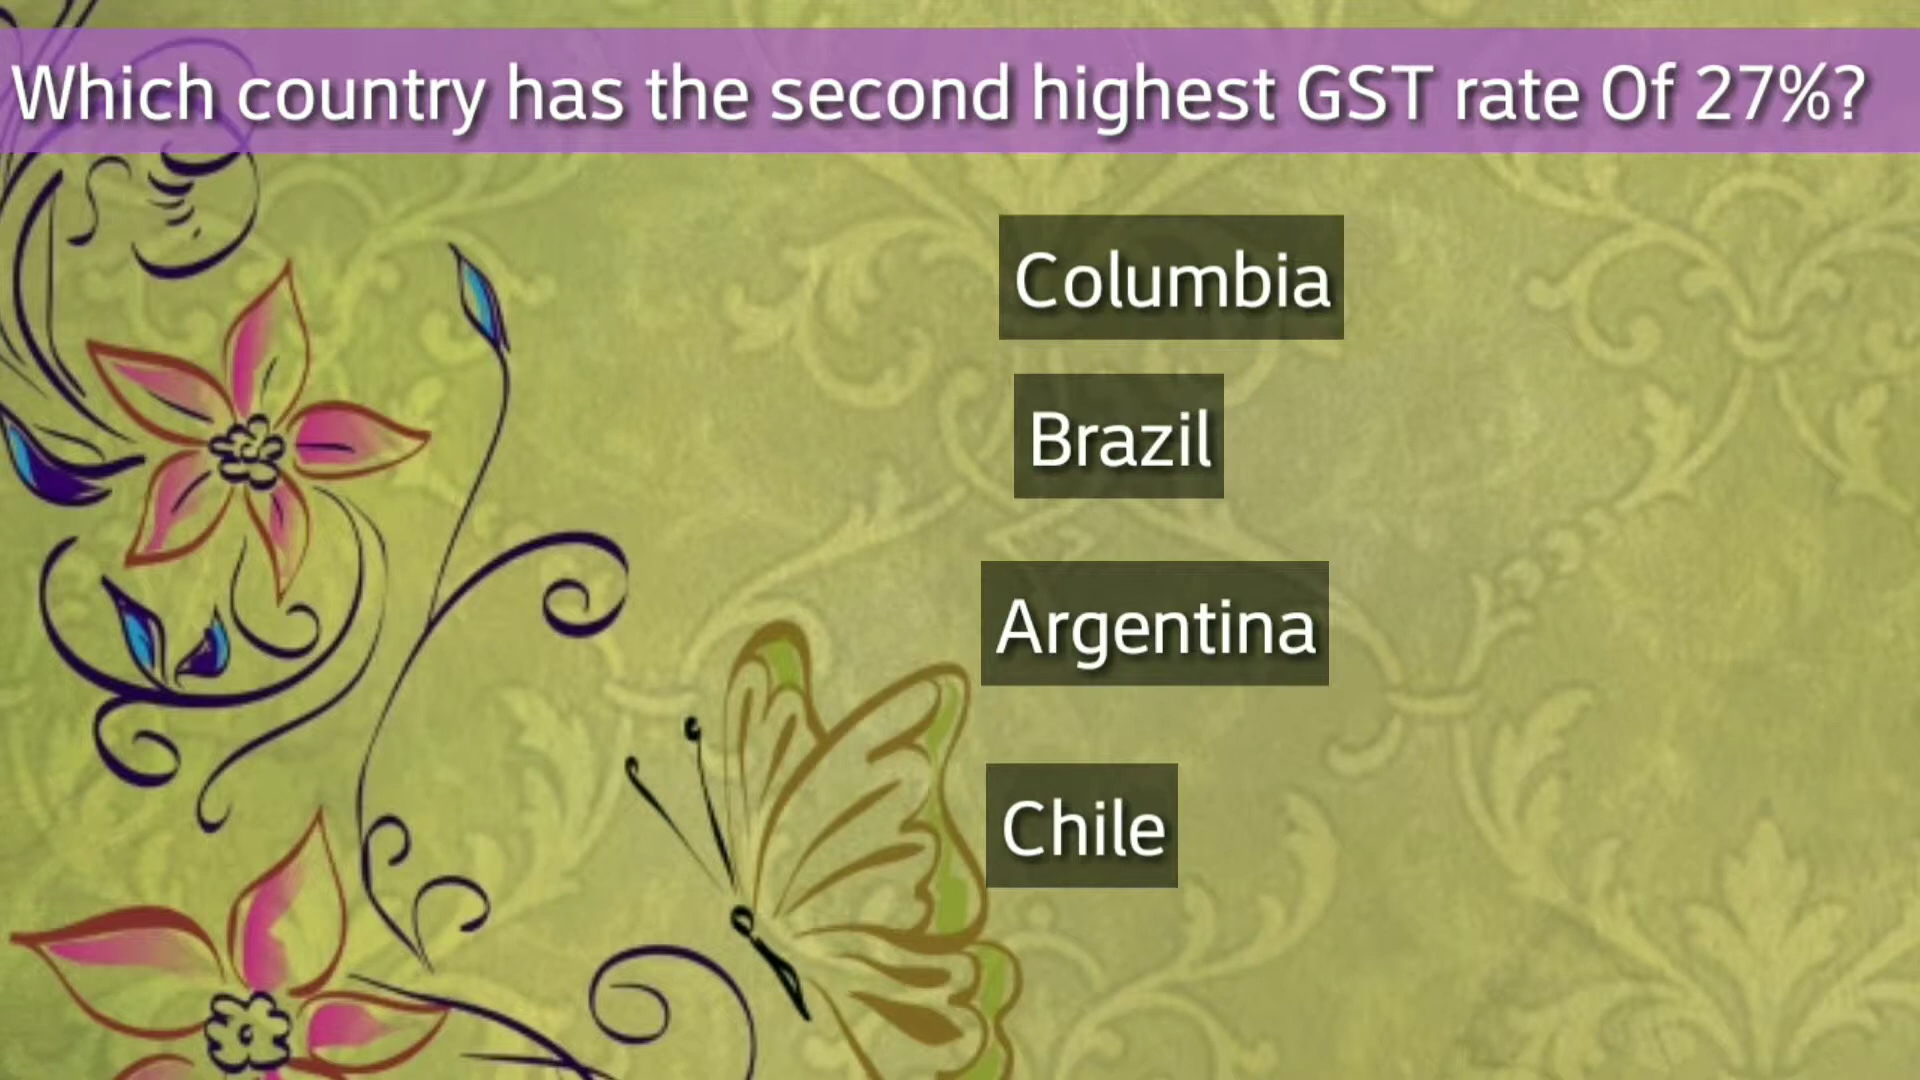 Which country has the second highest GST rate Of 27%?
Columbia
Brazil
Argentina
Chile